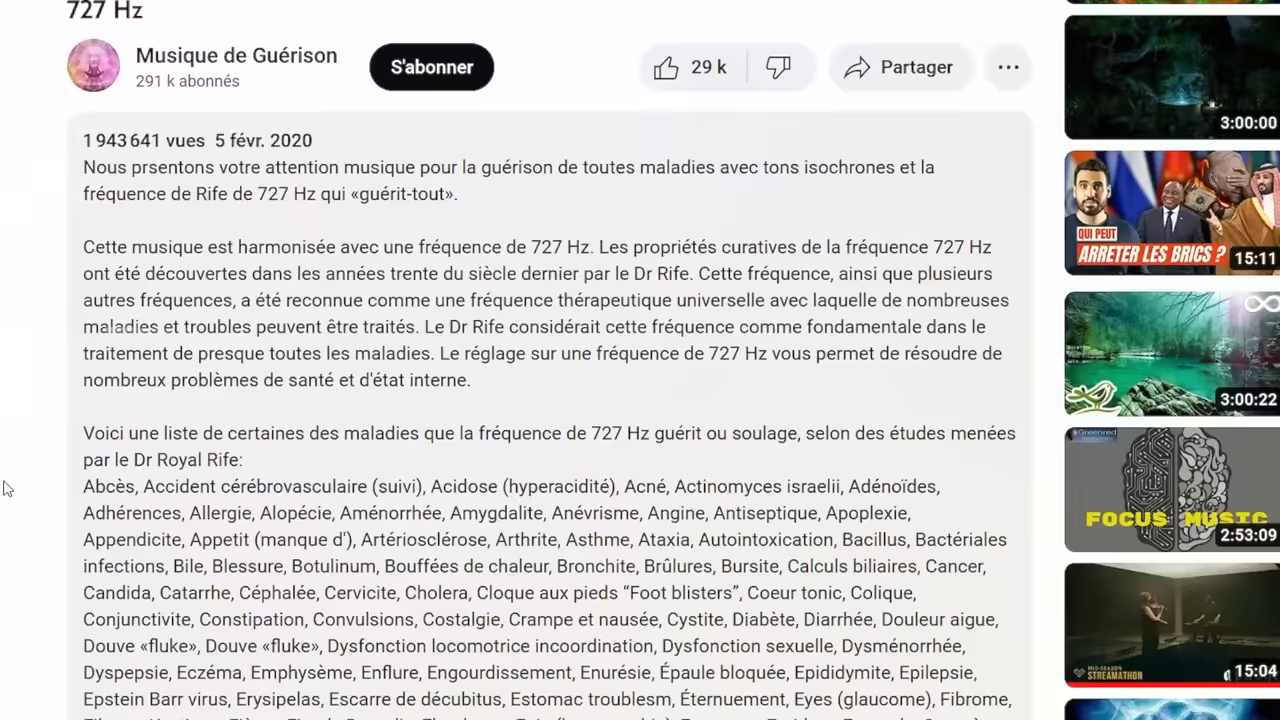 727 Hz
Musique de Guérison
291 k abonnés
S'abonner
29 k
Partager
1 943 641 vues 5 févr. 2020
Nous prsentons votre attention musique pour la guérison de toutes maladies avec tons isochrones et la
fréquence de Rife de 727 Hz qui «guérit-tout».
Cette musique est harmonisée avec une fréquence de 727 Hz. Les propriétés curatives de la fréquence 727 Hz
ont été découvertes dans les années trente du siècle dernier par le Dr Rife. Cette fréquence, ainsi que plusieurs
autres fréquences, a été reconnue comme une fréquence thérapeutique universelle avec laquelle de nombreuses
maladies et troubles peuvent être traités. Le Dr Rife considérait cette fréquence comme fondamentale dans le
traitement de presque toutes les maladies. Le réglage sur une fréquence de 727 Hz vous permet de résoudre de
nombreux problèmes de santé et d'état interne.
Voici une liste de certaines des maladies que la fréquence de 727 Hz guérit ou soulage, selon des études menées
par le Dr Royal Rife:
Abcès, Accident cérébrovasculaire (suivi), Acidose (hyperacidité), Acné, Actinomyces israelii, Adénoïdes,
Adhérences, Allergie, Alopécie, Aménorrhée, Amygdalite, Anévrisme, Angine, Antiseptique, Apoplexie,
Appendicite, Appetit (manque d'), Artériosclérose, Arthrite, Asthme, Ataxia, Autointoxication, Bacillus, Bactériales
infections, Bile, Blessure, Botulinum, Bouffées de chaleur, Bronchite, Brûlures, Bursite, Calculs biliaires, Cancer,
Candida, Catarrhe, Céphalée, Cervicite, Cholera, Cloque aux pieds “Foot blisters”, Coeur tonic, Colique,
Conjunctivite, Constipation, Convulsions, Costalgie, Crampe et nausée, Cystite, Diabète, Diarrhée, Douleur aigue,
Douve «fluke», Douve «fluke», Dysfonction locomotrice incoordination, Dysfonction sexuelle, Dysménorrhée,
Dyspepsie, Eczéma, Emphysème, Enflure, Engourdissement, Enurésie, Épaule bloquée, Epididymite, Epilepsie,
Epstein Barr virus, Erysipelas, Escarre de décubitus, Estomac troublesm, Éternuement, Eyes (glaucome), Fibrome,
3:00:00
QUI PEUT
ARRETER LES BRICS ?
15:11
3:00:22
Greenred
FOCUS MUSIC
2:53:09
MID-SEASON
STREAMATHON
15:04